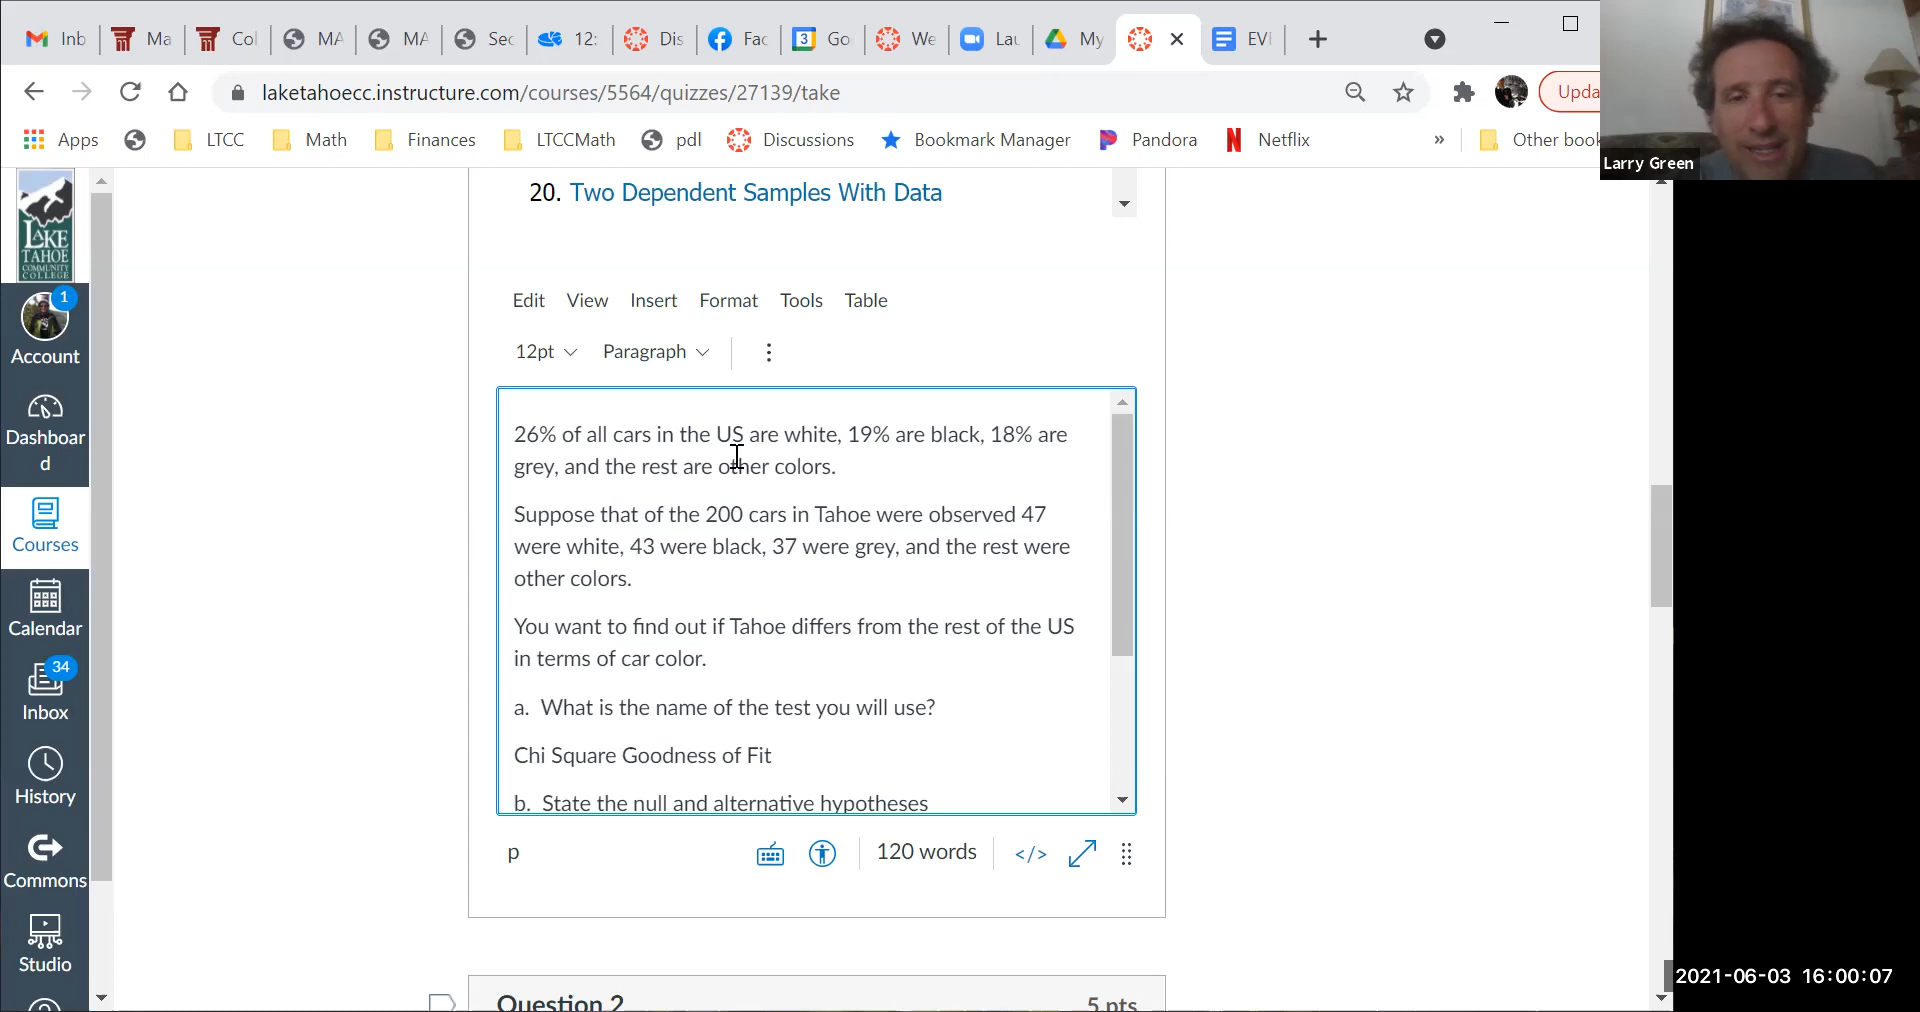 Inb
Ma
Col
MA
MA
Sec
12:
Dis
Fac
Go
We
Lau
My
EVI
laketahoecc.instructure.com/courses/5564/quizzes/27139/take
Upda
Apps
LTCC
Math
Finances
LTCCMath
pdl
Discussions
Bookmark Manager
Pandora
Netflix
»
Other book
Larry Green
LAKE
TAHOE
COMMUNITY
COLLEGE
1
Account
Dashboar
d
Courses
Calendar
34
Inbox
History
Commons
Studio
20. Two Dependent Samples With Data
Edit View Insert Format Tools Table
12pt Paragraph
26% of all cars in the US are white, 19% are black, 18% are
grey, and the rest are other colors.
Suppose that of the 200 cars in Tahoe were observed 47
were white, 43 were black, 37 were grey, and the rest were
other colors.
You want to find out if Tahoe differs from the rest of the US
in terms of car color.
a. What is the name of the test you will use?
Chi Square Goodness of Fit
b. State the null and alternative hypotheses
p
120 words
</>
Question 2
5 pts
2021-06-03 16:00:07